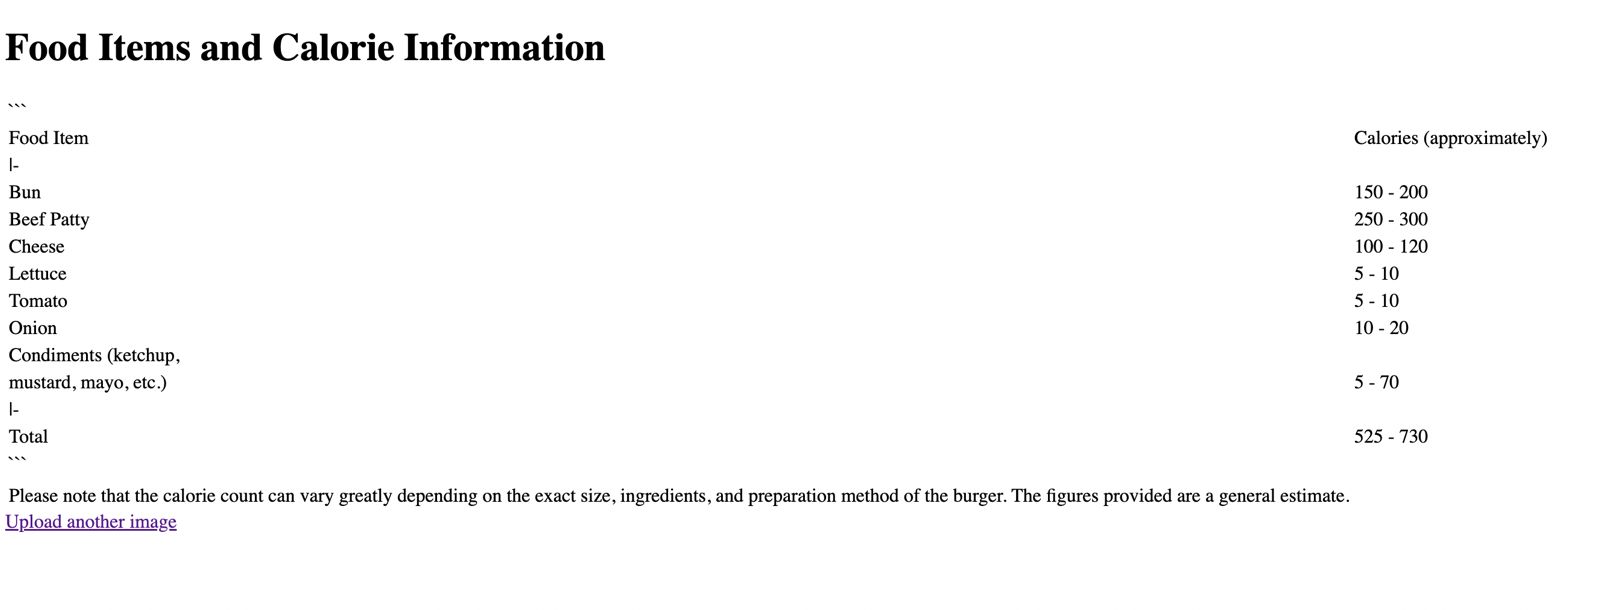 Food Items and Calorie Information
```
Food Item Calories (approximately)
|-
Bun 150 - 200
Beef Patty 250 - 300
Cheese 100 - 120
Lettuce 5 - 10
Tomato 5 - 10
Onion 10 - 20
Condiments (ketchup,
mustard, mayo, etc.) 5 - 70
|-
Total 525 - 730
```
Please note that the calorie count can vary greatly depending on the exact size, ingredients, and preparation method of the burger. The figures provided are a general estimate.
Upload another image